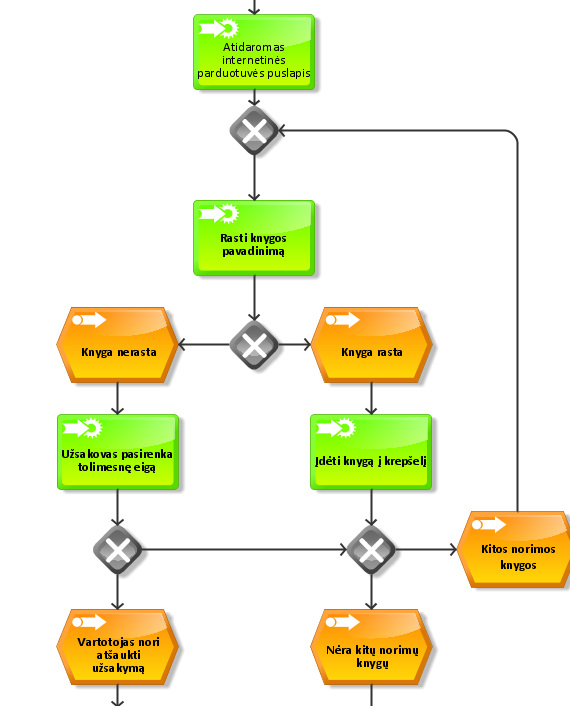 Atidaromas
internetinės
parduotuvės puslapis
Rasti knygos
pavadinimą
Knyga nerasta
Knyga rasta
Užsakovas pasirenka
tolimesnę eigą
Įdėti knygą į krepšelį
Kitos norimos
knygos
Vartotojas nori
atšaukti
užsakymą
Nėra kitų norimų
knygų